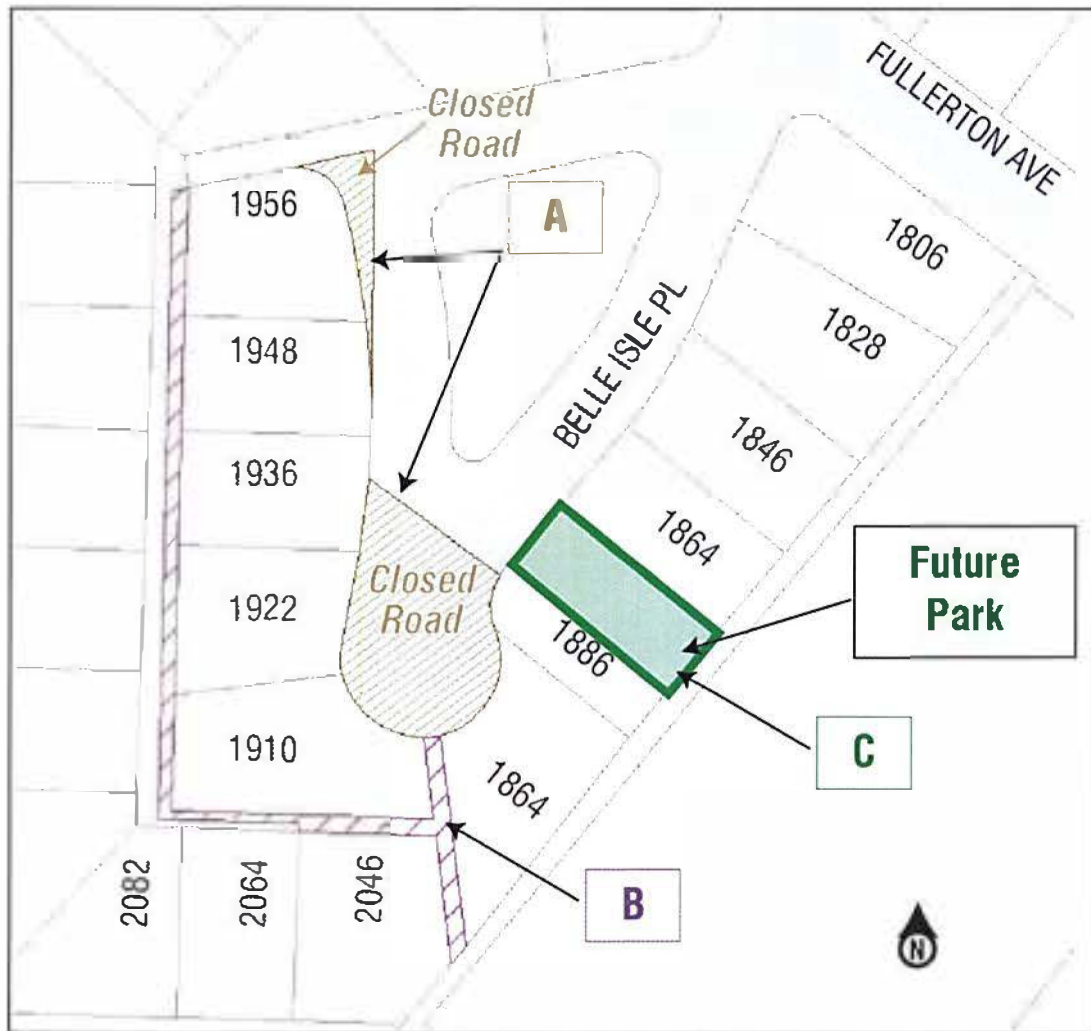 FULLERTON AVE
Closed
Road
1956
A
1806
1948
1828
BELLE ISLE PL
1936
1846
1864
Future
Park
Closed
Road
1922
1886
C
1910
1864
2082
2064
2046
B
N